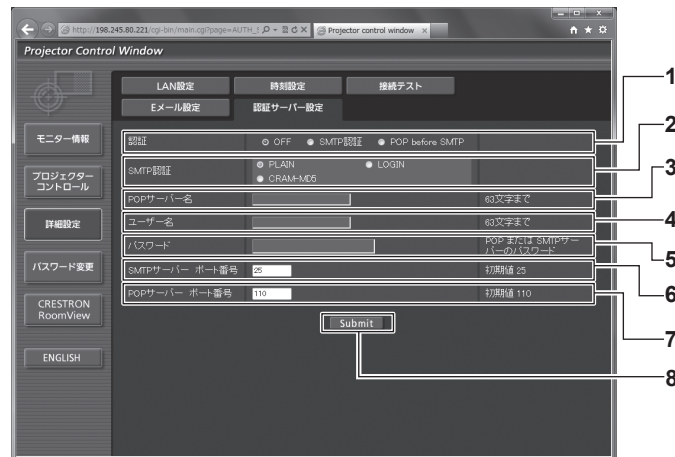 http://198.245.80.221/cgi-bin/main.cgi?page=AUTH_
Projector control window
Projector Control Window
LAN設定
時刻設定
接続テスト
Eメール設定
認証サーバー設定
モニター情報
プロジェクター
コントロール
詳細設定
パスワード変更
CRESTRON
RoomView
ENGLISH
認証
OFF
SMTP認証
POP before SMTP
SMTP認証
PLAIN
LOGIN
CRAM-MD5
POPサーバー名
63文字まで
ユーザー名
63文字まで
パスワード
POP または SMTPサー
バーのパスワード
SMTPサーバー ポート番号
25
初期値 25
POPサーバー ポート番号
110
初期値 110
Submit
1
2
3
4
5
6
7
8